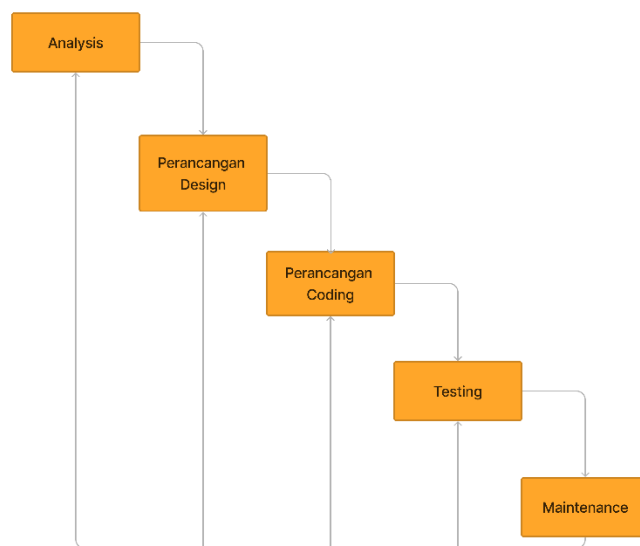 Analysis
Perancangan
Design
Perancangan
Coding
Testing
Maintenance